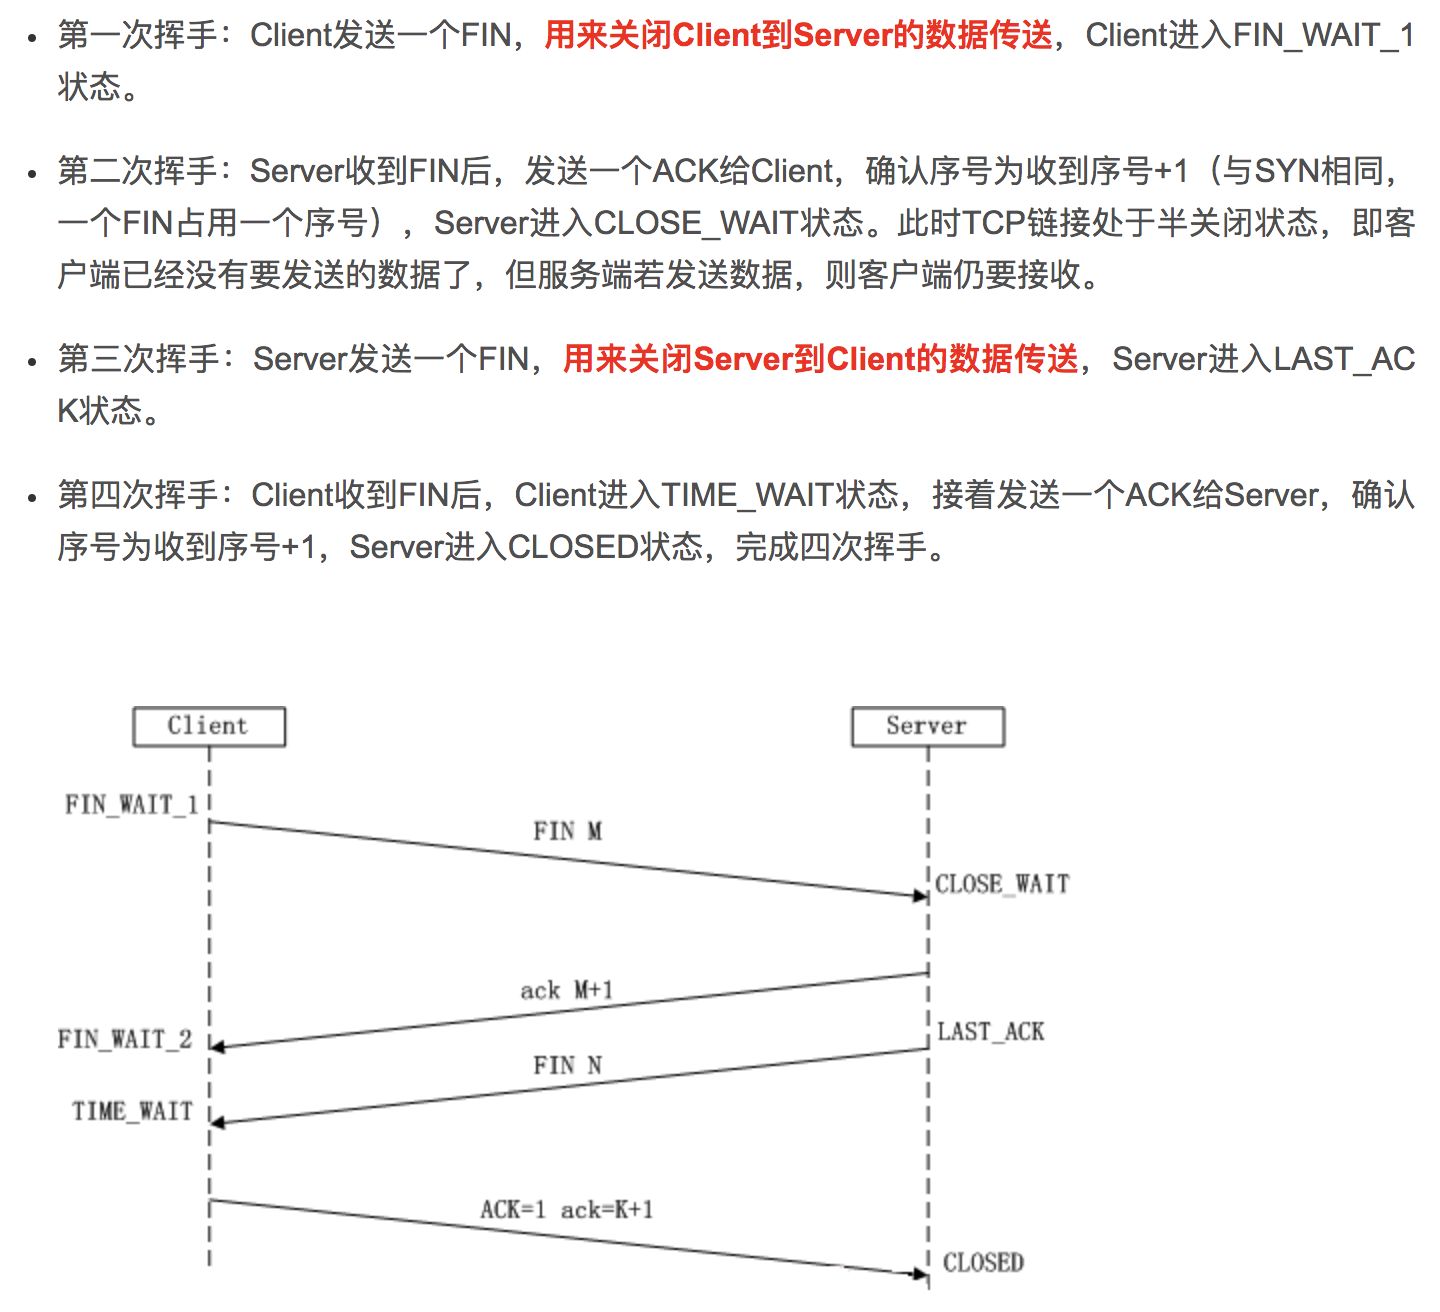 • 第一次挥手：Client发送一个FIN，用来关闭Client到Server的数据传送，Client进入FIN_WAIT_1
状态。
• 第二次挥手：Server收到FIN后，发送一个ACK给Client，确认序号为收到序号+1（与SYN相同，
一个FIN占用一个序号），Server进入CLOSE_WAIT状态。此时TCP链接处于半关闭状态，即客
户端已经没有要发送的数据了，但服务端若发送数据，则客户端仍要接收。
• 第三次挥手：Server发送一个FIN，用来关闭Server到Client的数据传送，Server进入LAST_AC
K状态。
• 第四次挥手：Client收到FIN后，Client进入TIME_WAIT状态，接着发送一个ACK给Server，确认
序号为收到序号+1，Server进入CLOSED状态，完成四次挥手。
Client
Server
FIN_WAIT_1
FIN M
CLOSE_WAIT
ack M+1
FIN_WAIT_2
LAST_ACK
FIN N
TIME_WAIT
ACK=1 ack=K+1
CLOSED